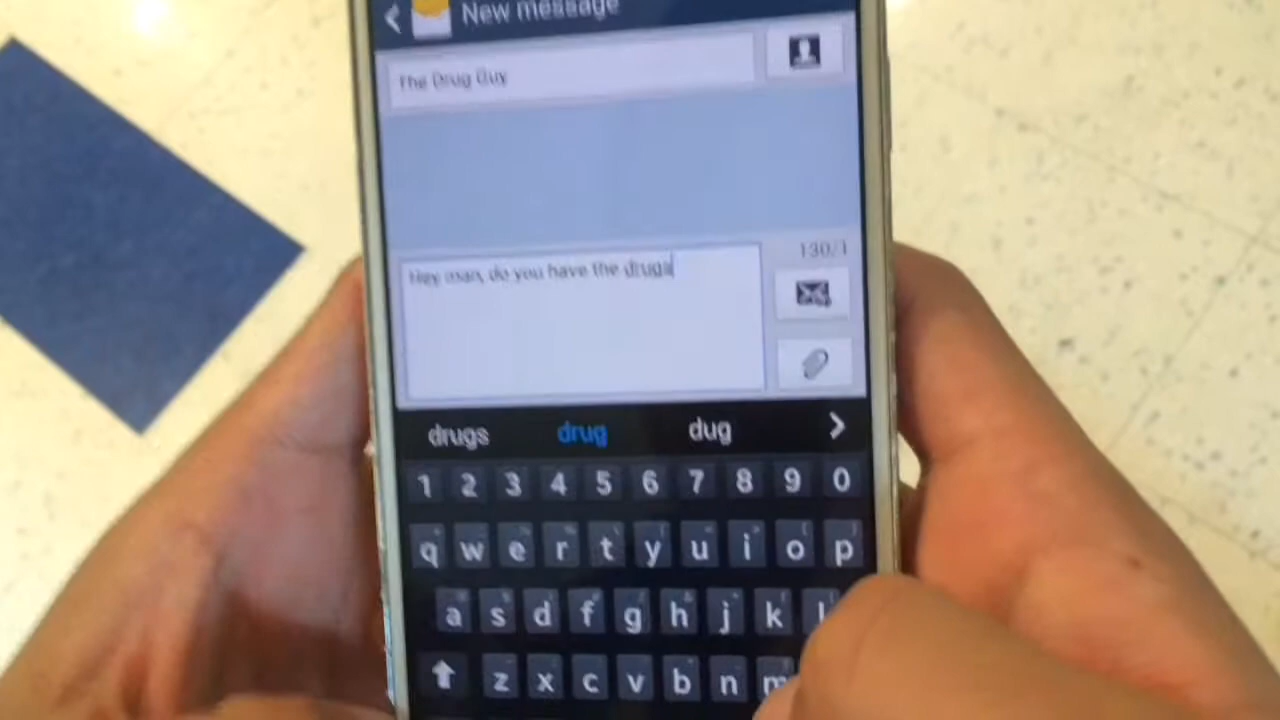 New message
The Drug Guy
130/1
Hey man, do you have the drugs
drugs drug dug
1 2 3 4 5 6 7 8 9 0
q w e r t y u i o p
a s d f g h j k l
z x c v b n m